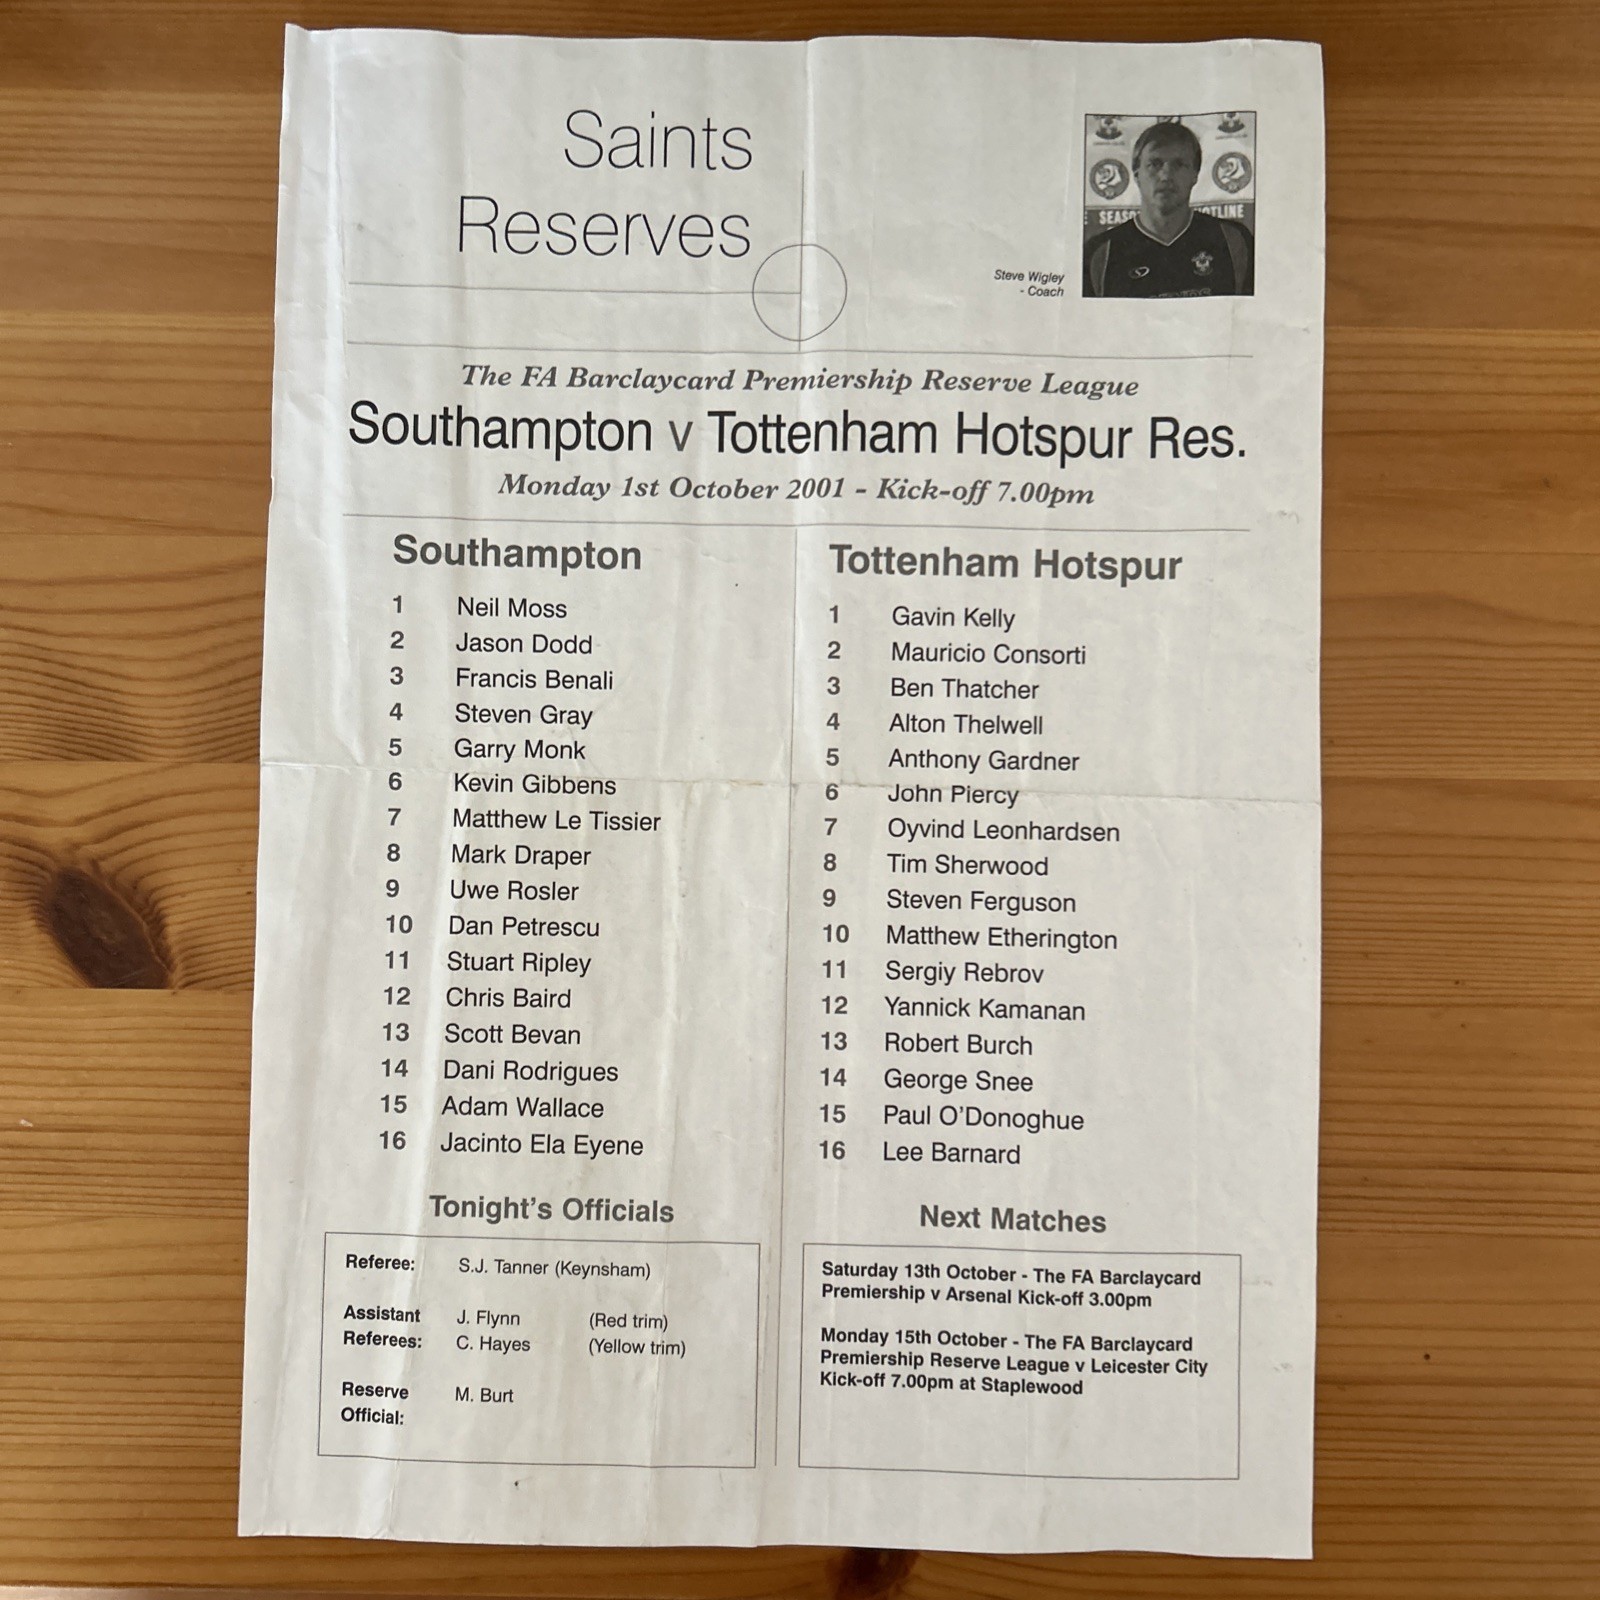 Saints
Reserves
SEASO OTLINE
Steve Wigley
- Coach
The FA Barclaycard Premiership Reserve League
Southampton v Tottenham Hotspur Res.
Monday 1st October 2001 - Kick-off 7.00pm
Southampton
1 Neil Moss
2 Jason Dodd
3 Francis Benali
4 Steven Gray
5 Garry Monk
6 Kevin Gibbens
7 Matthew Le Tissier
8 Mark Draper
9 Uwe Rosler
10 Dan Petrescu
11 Stuart Ripley
12 Chris Baird
13 Scott Bevan
14 Dani Rodrigues
15 Adam Wallace
16 Jacinto Ela Eyene
Tottenham Hotspur
1 Gavin Kelly
2 Mauricio Consorti
3 Ben Thatcher
4 Alton Thelwell
5 Anthony Gardner
6 John Piercy
7 Oyvind Leonhardsen
8 Tim Sherwood
9 Steven Ferguson
10 Matthew Etherington
11 Sergiy Rebrov
12 Yannick Kamanan
13 Robert Burch
14 George Snee
15 Paul O'Donoghue
16 Lee Barnard
Tonight's Officials
Referee: S.J. Tanner (Keynsham)
Assistant J. Flynn (Red trim)
Referees: C. Hayes (Yellow trim)
Reserve M. Burt
Official:
Next Matches
Saturday 13th October - The FA Barclaycard
Premiership v Arsenal Kick-off 3.00pm
Monday 15th October - The FA Barclaycard
Premiership Reserve League v Leicester City
Kick-off 7.00pm at Staplewood